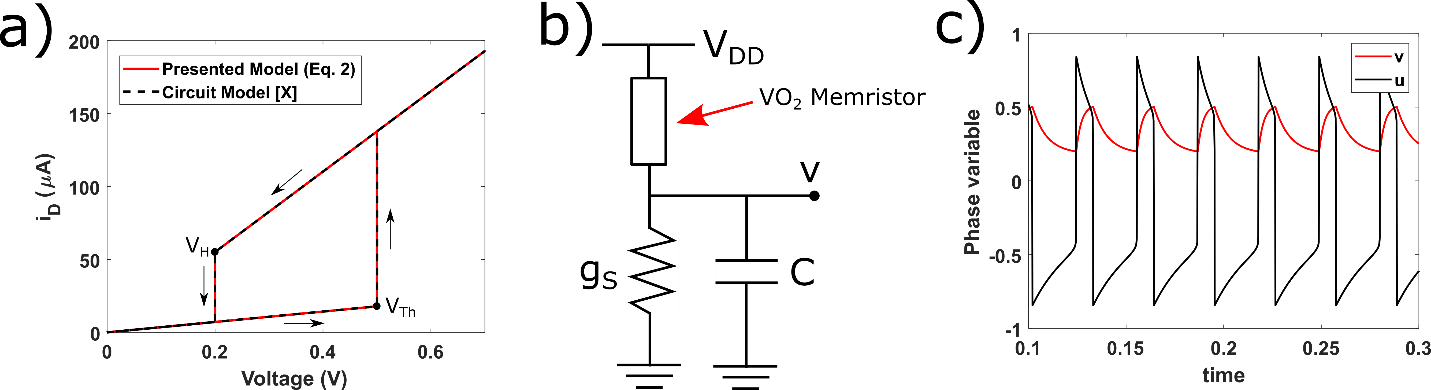 a)
200
150
100
50
0
i_D (μA)
Presented Model (Eq. 2)
Circuit Model [X]
V_H
V_Th
0
0.2
0.4
0.6
Voltage (V)
b)
V_DD
VO₂ Memristor
v
g_S
C
c)
1
0.5
0
-0.5
-1
Phase variable
v
u
0.1
0.15
0.2
0.25
0.3
time